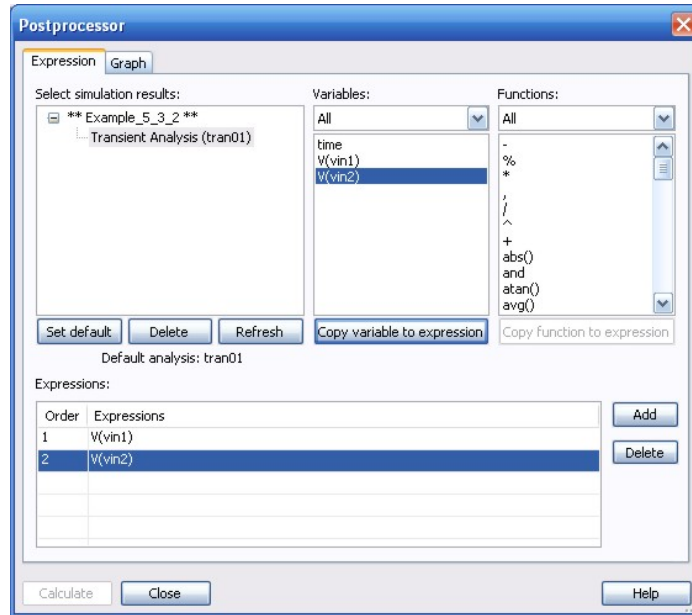 Postprocessor
Expression Graph
Select simulation results:
** Example_5_3_2 **
Transient Analysis (tran01)
Set default Delete Refresh
Default analysis: tran01
Variables:
All
time
V(vin1)
V(vin2)
Copy variable to expression
Functions:
All
-
%
*
,
/
^
+
abs()
and
atan()
avg()
Copy function to expression
Expressions:
Order Expressions
1 V(vin1)
2 V(vin2)
Add
Delete
Calculate Close Help